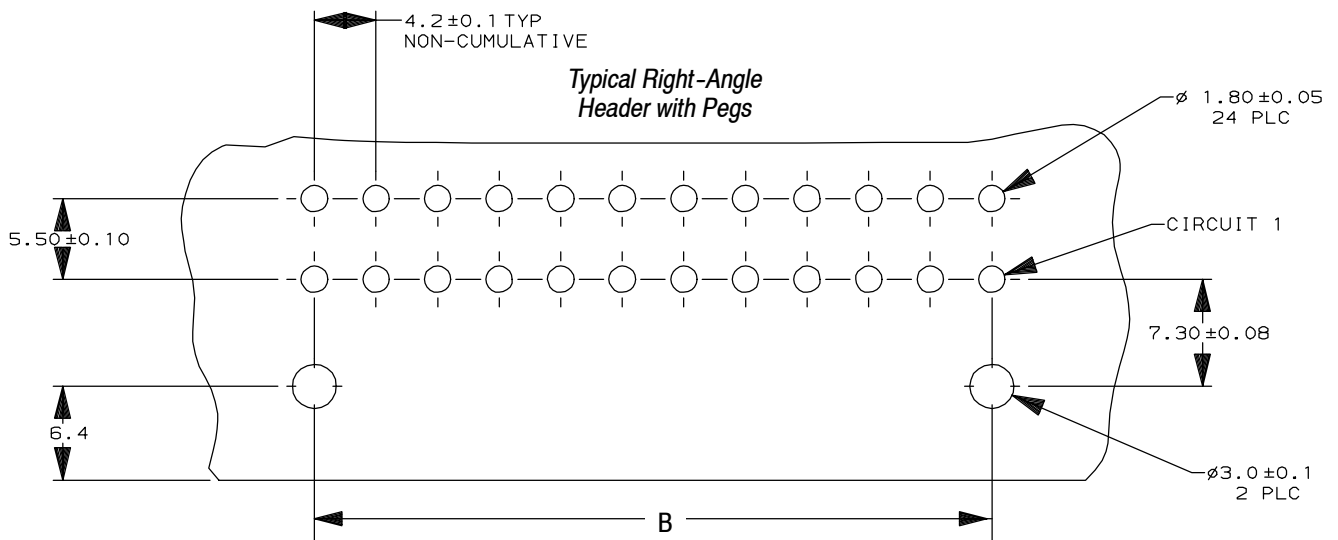 4.2±0.1 TYP
NON-CUMULATIVE
Typical Right-Angle
Header with Pegs
ø 1.80±0.05
24 PLC
5.50±0.10
CIRCUIT 1
7.30±0.08
6.4
ø3.0±0.1
2 PLC
B